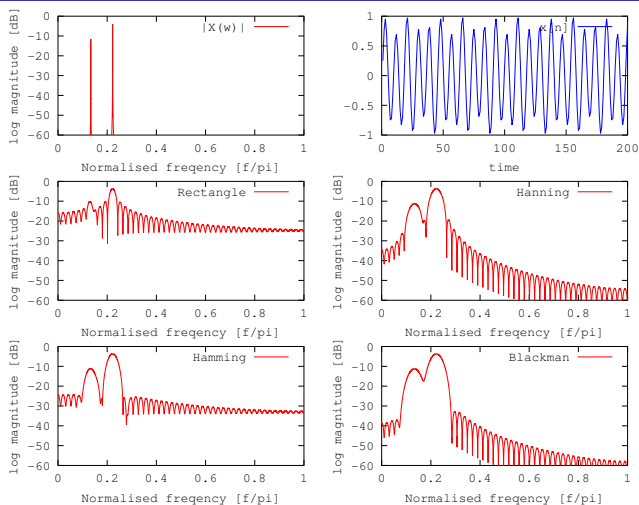 log magnitude [dB]
0
-10
-20
-30
-40
-50
-60
|X(w)|
0 0.2 0.4 0.6 0.8 1
Normalised freqency [f/pi]
1
0.5
0
-0.5
-1
x[n]
0 50 100 150 200
time
log magnitude [dB]
0
-10
-20
-30
-40
-50
-60
Rectangle
0 0.2 0.4 0.6 0.8 1
Normalised freqency [f/pi]
log magnitude [dB]
0
-10
-20
-30
-40
-50
-60
Hanning
0 0.2 0.4 0.6 0.8 1
Normalised freqency [f/pi]
log magnitude [dB]
0
-10
-20
-30
-40
-50
-60
Hamming
0 0.2 0.4 0.6 0.8 1
Normalised freqency [f/pi]
log magnitude [dB]
0
-10
-20
-30
-40
-50
-60
Blackman
0 0.2 0.4 0.6 0.8 1
Normalised freqency [f/pi]